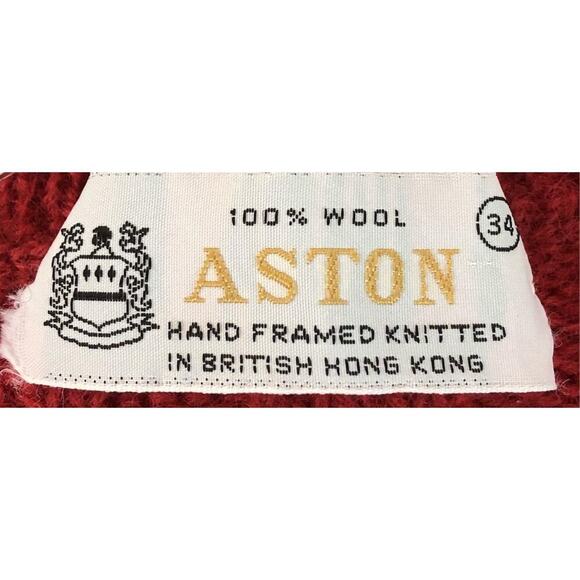 100% WOOL
34
ASTON
HAND FRAMED KNITTED
IN BRITISH HONG KONG